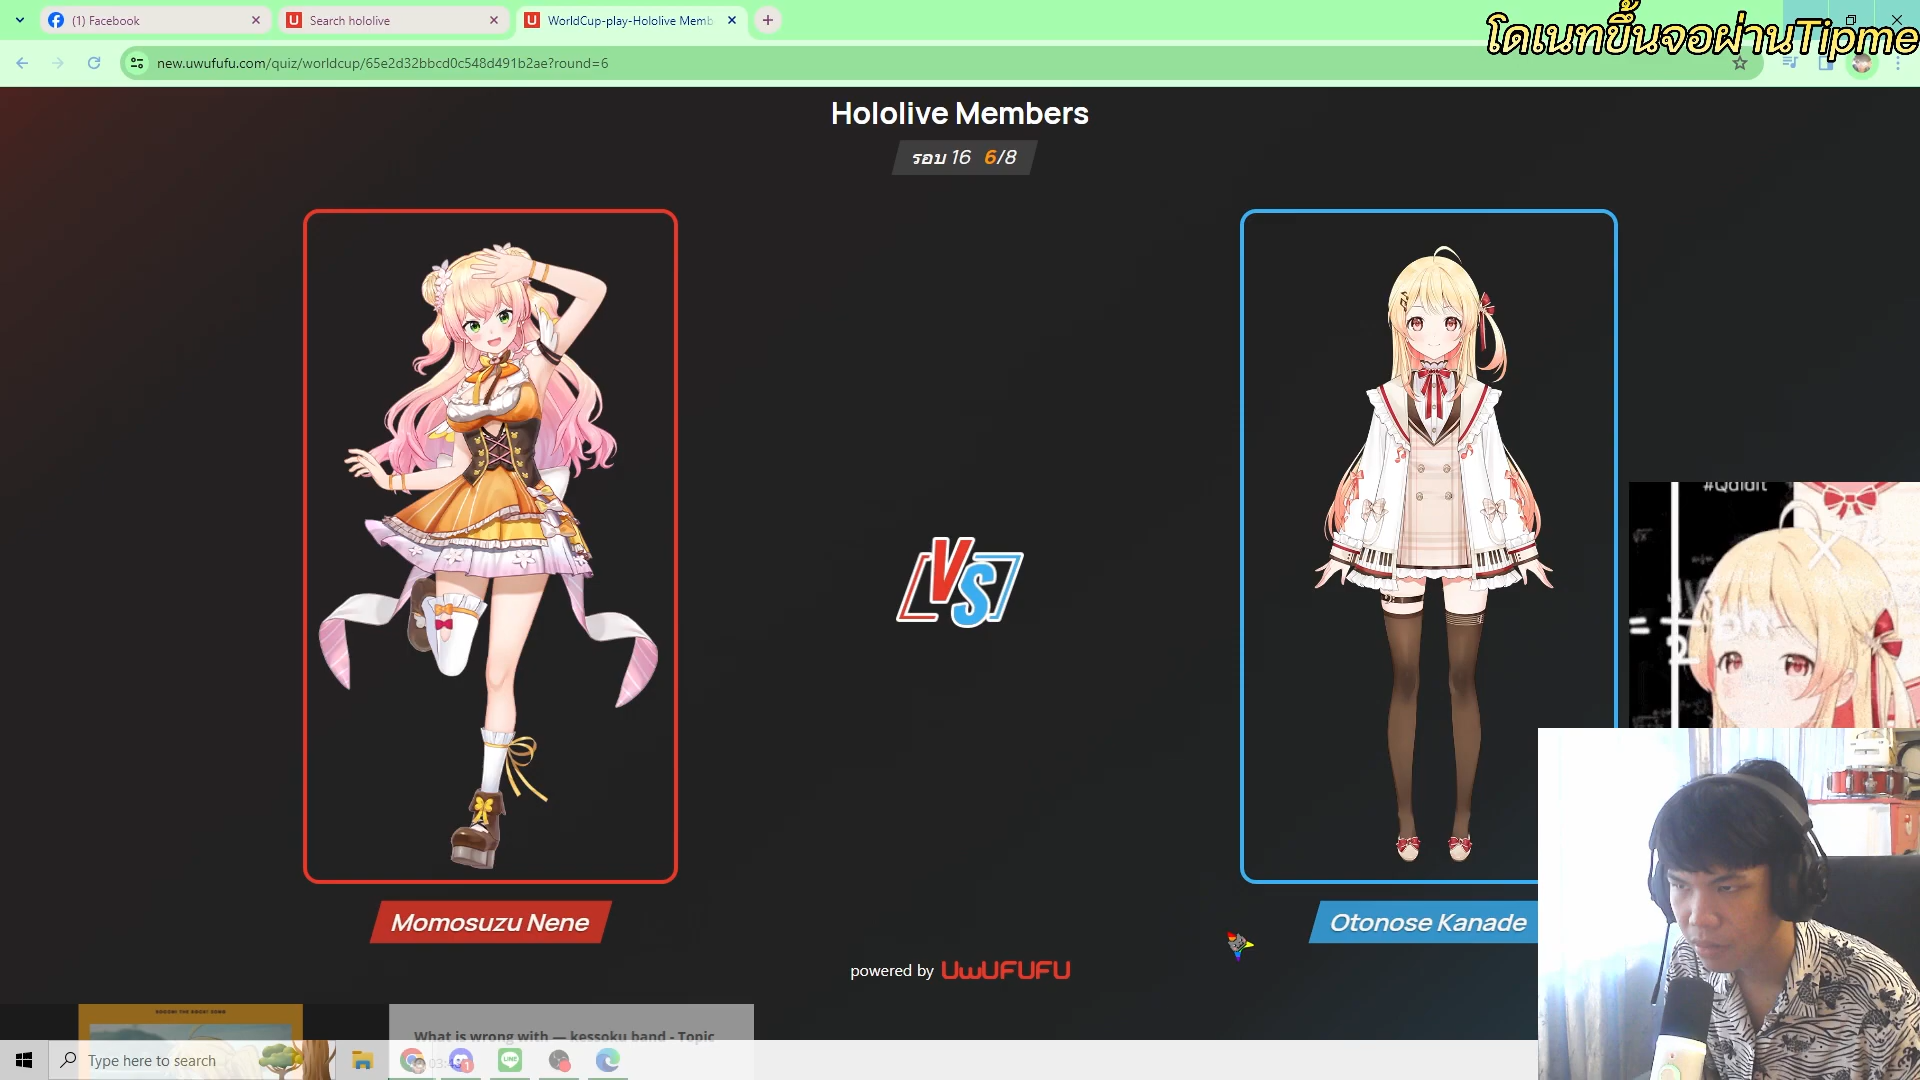 (1) Facebook
Search hololive
WorldCup-play-Hololive Memb
โดเนทขึ้นจอผ่านTipme
new.uwufufu.com/quiz/worldcup/65e2d32bbcd0c548d491b2ae?round=6
Hololive Members
รอบ 16 6/8
VS
Momosuzu Nene
Otonose Kanade
powered by UwUFUFU
What is wrong with — kessoku band - Topic
Type here to search
LINE